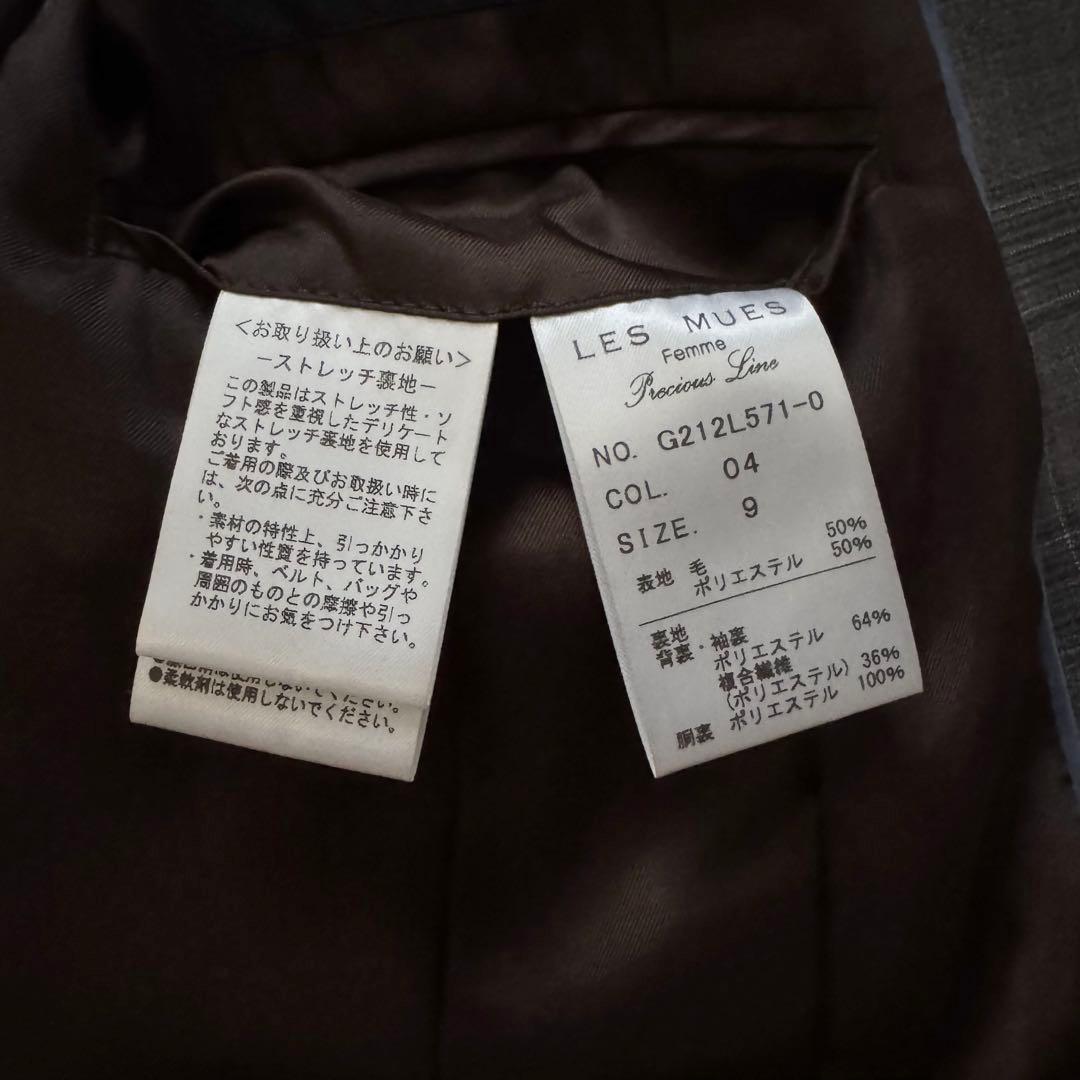 <お取り扱い上のお願い>
−ストレッチ裏地−
この製品はストレッチ性・ソ
フト感を重視したデリケート
なストレッチ裏地を使用して
おります。
ご着用の際及びお取扱い時に
は、次の点に充分ご注意下さ
い。
・素材の特性上、引っかかり
やすい性質を持っています。
・着用時、ベルト、バッグや
周囲のものとの摩擦や引っ
かかりにお気をつけ下さい。
●柔軟剤は使用しないでください。
LES MUES
Femme
Precious Line
NO. G212L571-0
COL. 04
SIZE. 9
表地 毛 50%
ポリエステル 50%
裏地
背裏・袖裏
ポリエステル 64%
複合繊維
(ポリエステル) 36%
胴裏 ポリエステル 100%